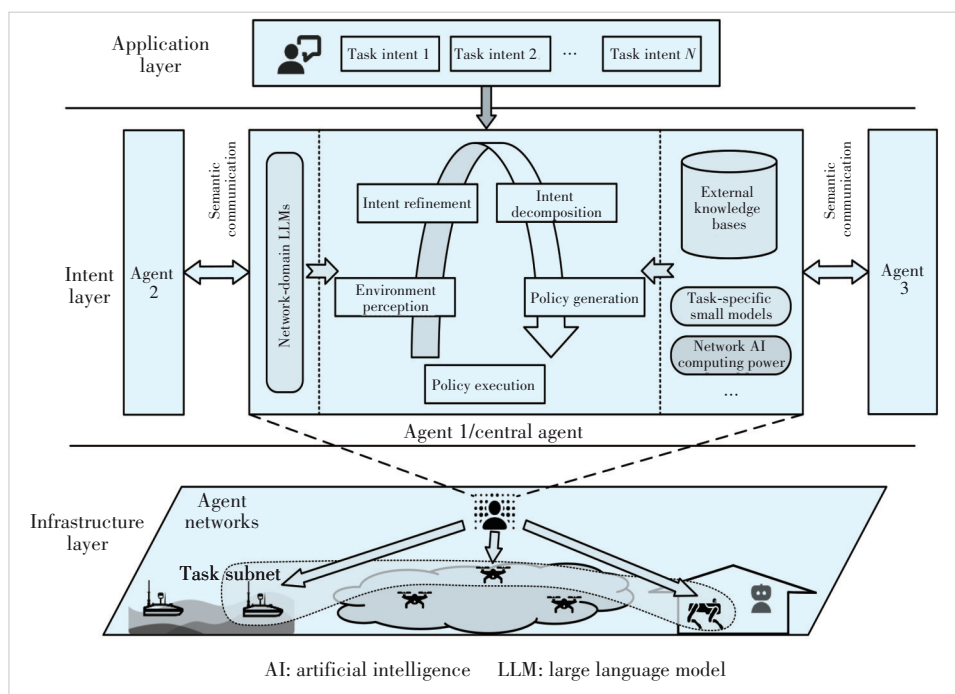 Application
layer
Task intent 1
Task intent 2
...
Task intent N
Intent
layer
Agent
2
Semantic
communication
Network-domain LLMs
Intent refinement
Intent
decomposition
Environment
perception
Policy generation
Policy execution
External
knowledge
bases
Task-specific
small models
Network AI
computing power
...
Semantic
communication
Agent
3
Agent 1/central agent
Infrastructure
layer
Agent
networks
Task subnet
AI: artificial intelligence LLM: large language model